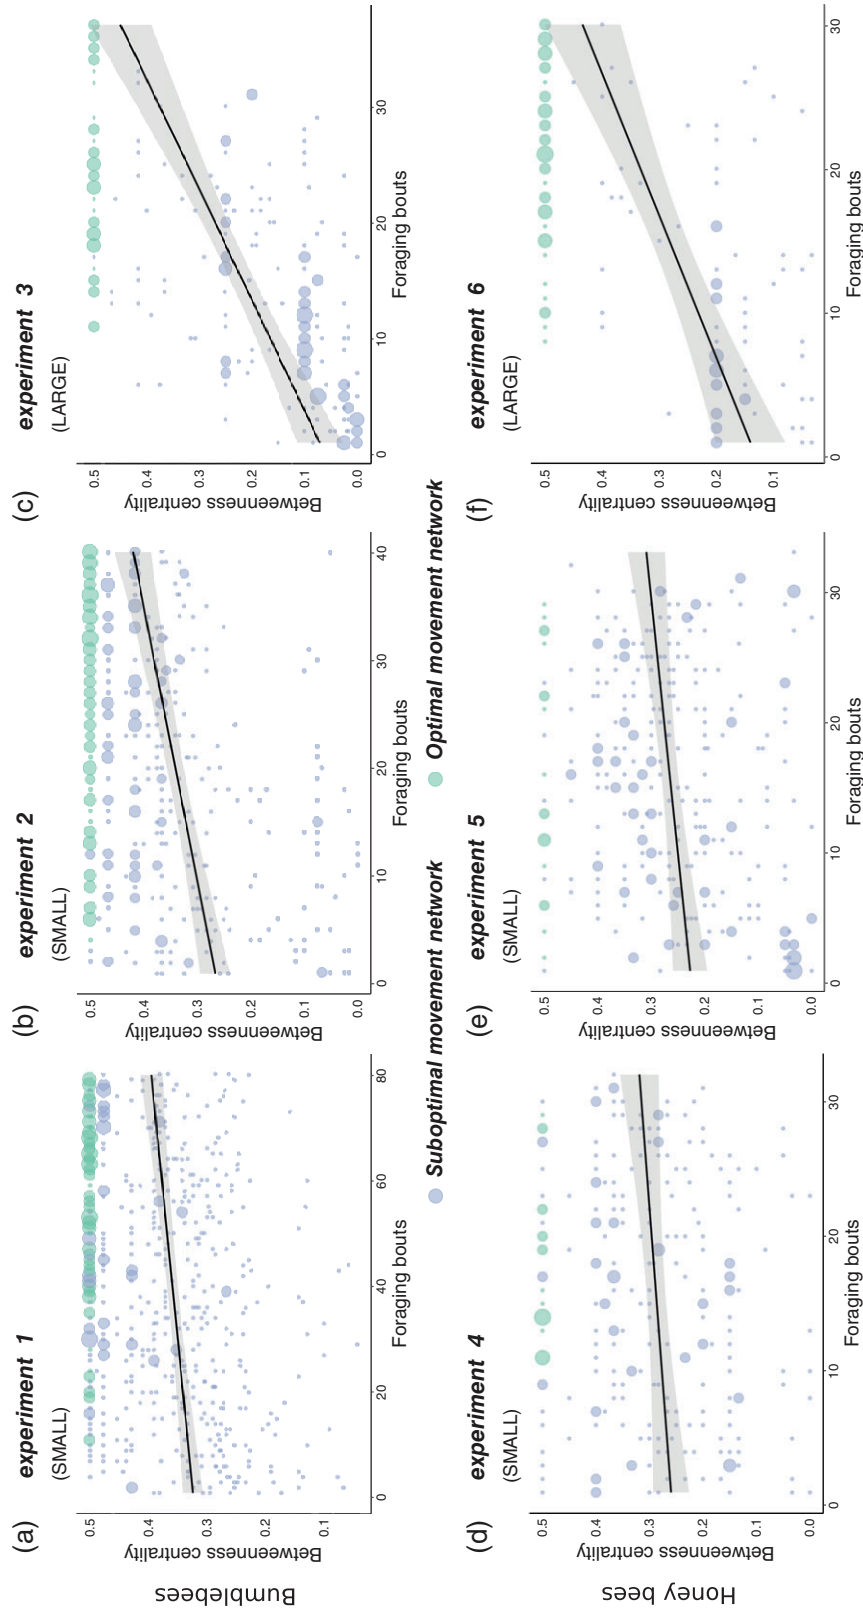 Bumblebees
(a)
experiment 1
(SMALL)
Betweenness centrality
0.5
0.4
0.3
0.2
0.1
0
20
40
60
80
Foraging bouts
(b)
experiment 2
(SMALL)
Betweenness centrality
0.5
0.4
0.3
0.2
0.1
0.0
0
10
20
30
40
Foraging bouts
(c)
experiment 3
(LARGE)
Betweenness centrality
0.5
0.4
0.3
0.2
0.1
0.0
0
10
20
30
Foraging bouts
Suboptimal movement network
Optimal movement network
Honey bees
(d)
experiment 4
(SMALL)
Betweenness centrality
0.5
0.4
0.3
0.2
0.1
0.0
0
10
20
30
Foraging bouts
(e)
experiment 5
(SMALL)
Betweenness centrality
0.5
0.4
0.3
0.2
0.1
0.0
0
10
20
30
Foraging bouts
(f)
experiment 6
(LARGE)
Betweenness centrality
0.5
0.4
0.3
0.2
0.1
0
10
20
30
Foraging bouts